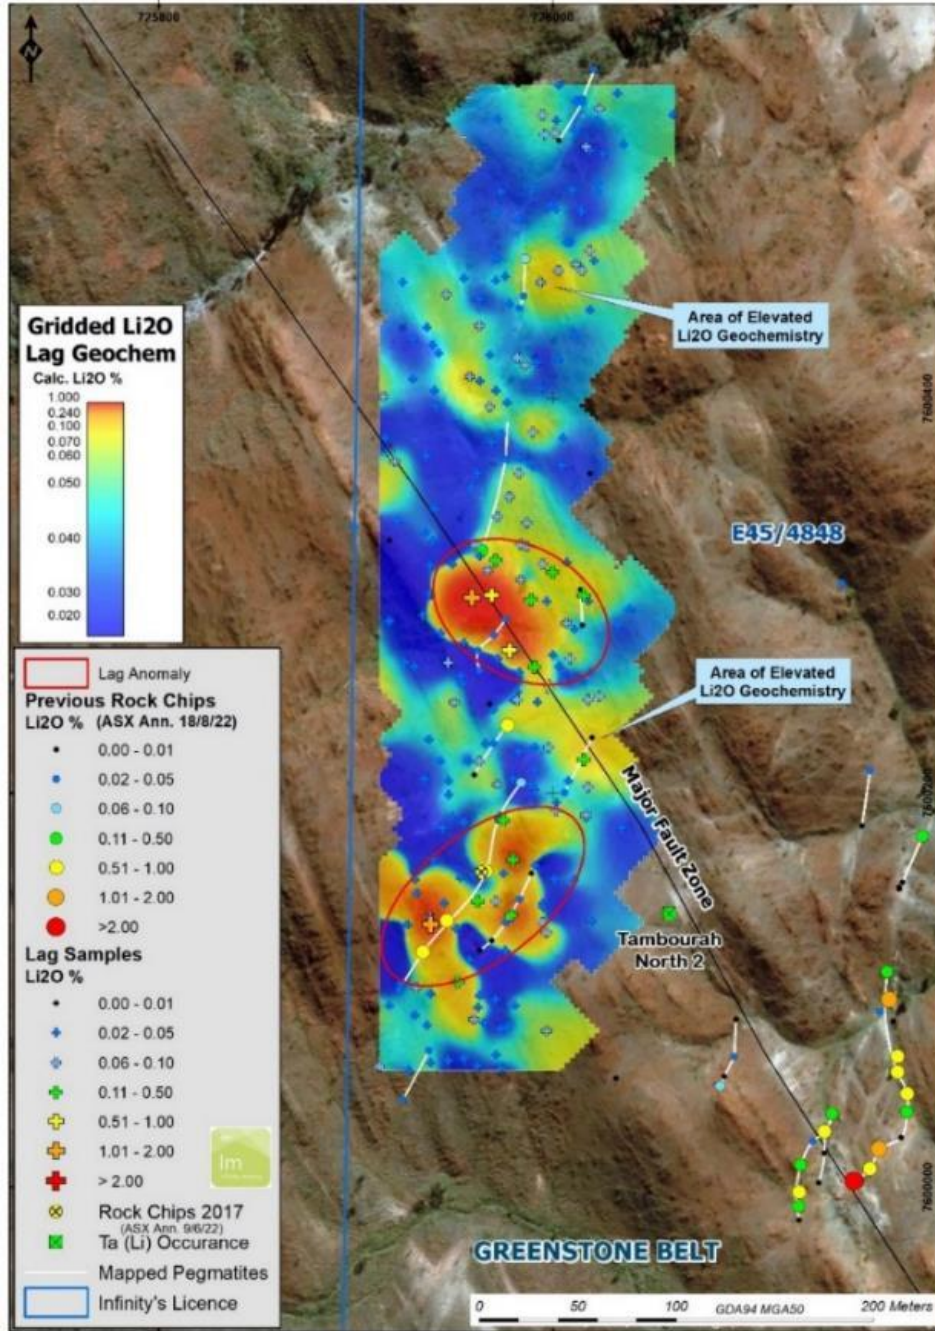 775800
776000
N
Area of Elevated
Li2O Geochemistry
Gridded Li2O
Lag Geochem
Calc. Li2O %
1.000
0.240
0.100
0.070
0.060
0.050
0.040
0.030
0.020
7600400
E45/4848
Area of Elevated
Li2O Geochemistry
Major Fault Zone
7600200
Tambourah
North 2
Lag Anomaly
Previous Rock Chips
Li2O % (ASX Ann. 18/8/22)
0.00 - 0.01
0.02 - 0.05
0.06 - 0.10
0.11 - 0.50
0.51 - 1.00
1.01 - 2.00
>2.00
Lag Samples
Li2O %
0.00 - 0.01
0.02 - 0.05
0.06 - 0.10
0.11 - 0.50
0.51 - 1.00
1.01 - 2.00
> 2.00
Im
Rock Chips 2017
(ASX Ann. 9/6/22)
Ta (Li) Occurance
Mapped Pegmatites
Infinity's Licence
7600000
GREENSTONE BELT
0 50 100 GDA94 MGA50 200 Meters